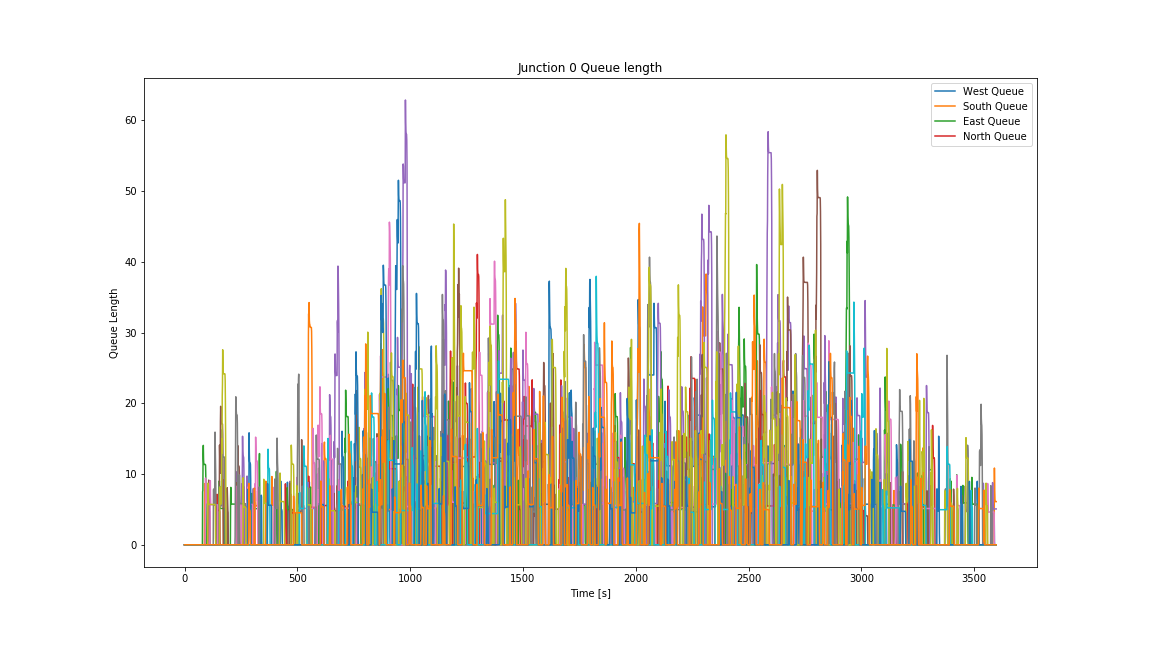 Junction 0 Queue length
West Queue
South Queue
East Queue
North Queue
60
50
40
30
20
10
0
Queue Length
0 500 1000 1500 2000 2500 3000 3500
Time [s]